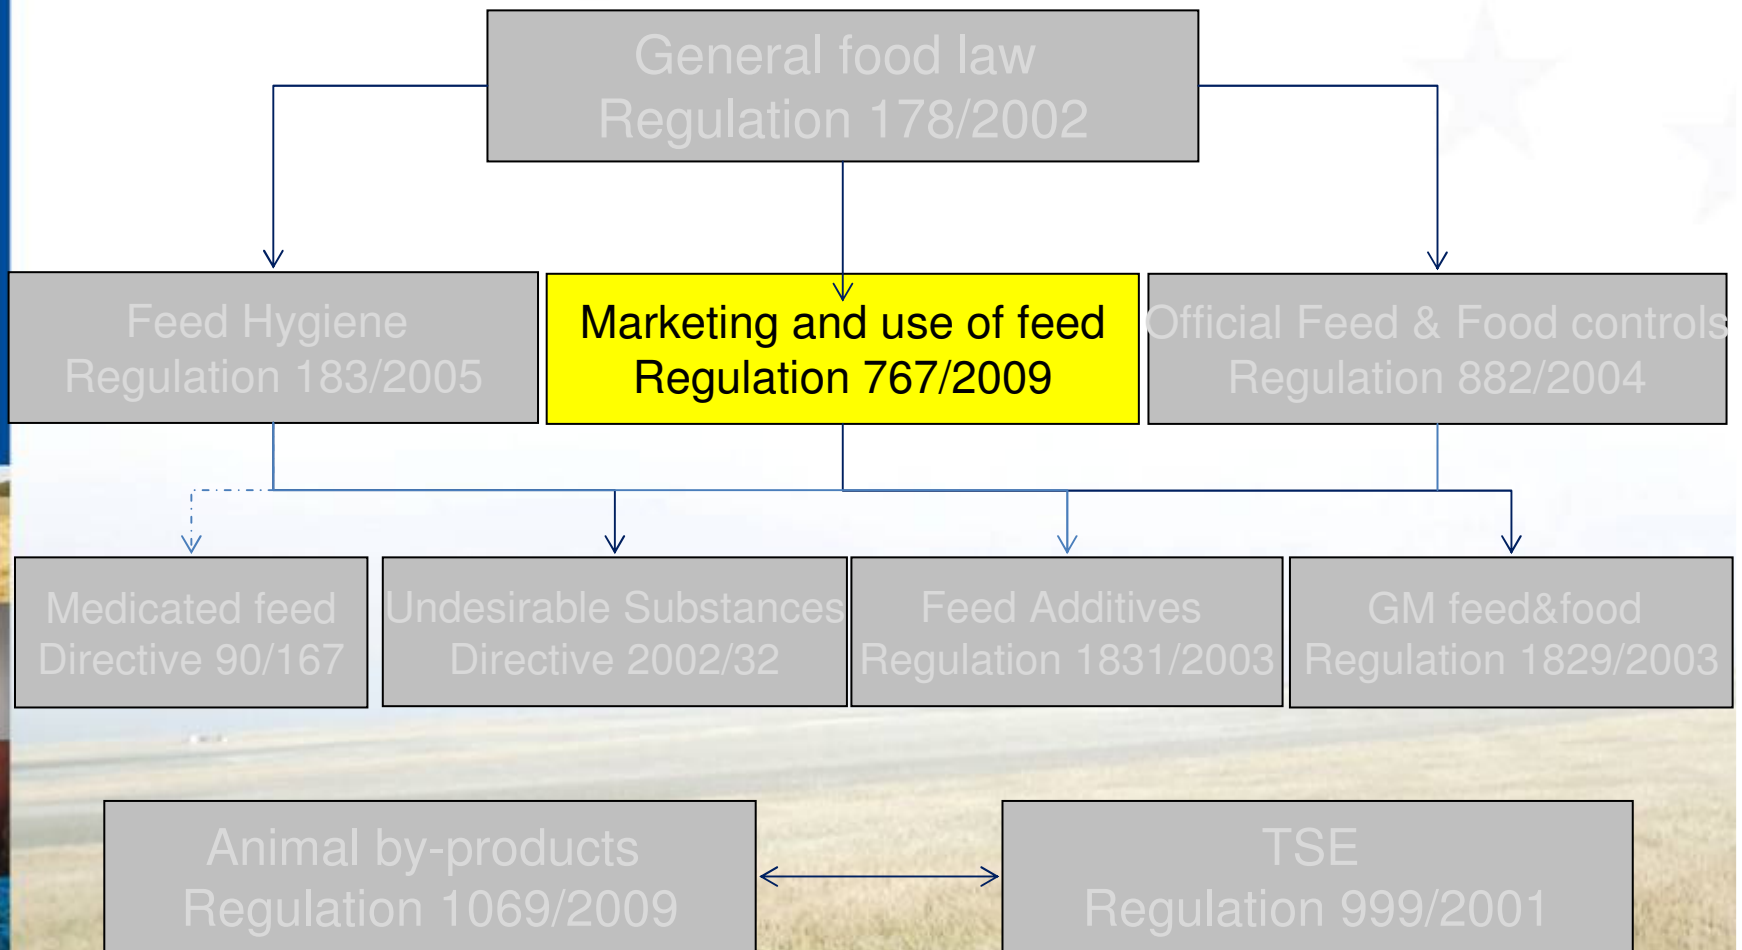 General food law
Regulation 178/2002
Feed Hygiene
Regulation 183/2005
Marketing and use of feed
Regulation 767/2009
Official Feed & Food controls
Regulation 882/2004
Medicated feed
Directive 90/167
Undesirable Substances
Directive 2002/32
Feed Additives
Regulation 1831/2003
GM feed&food
Regulation 1829/2003
Animal by-products
Regulation 1069/2009
TSE
Regulation 999/2001